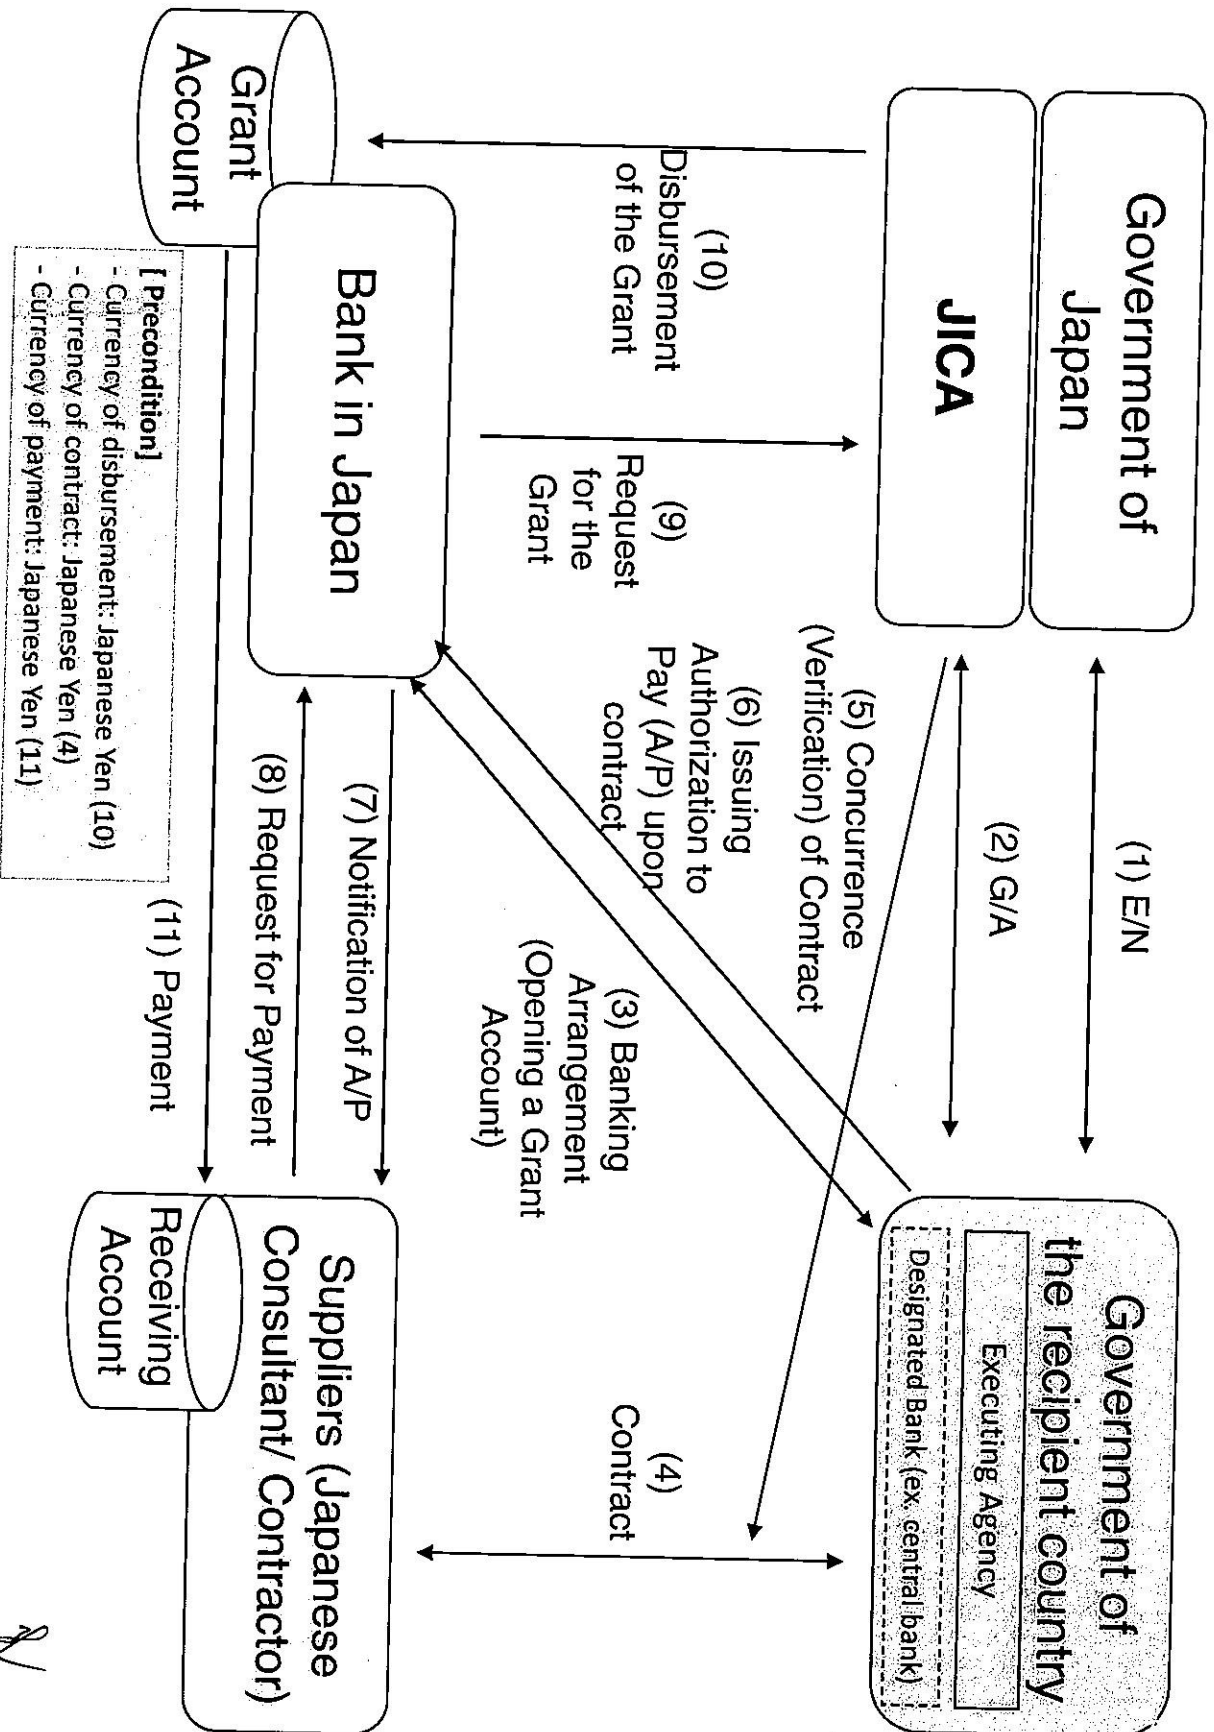 Government of
Japan
JICA
(1) E/N
(2) G/A
Government of
the recipient country
Executing Agency
Designated Bank (ex. central bank)
(5) Concurrence
(Verification) of Contract
(6) Issuing
Authorization to
Pay (A/P) upon
contract
(10)
Disbursement
of the Grant
(9)
Request
for the
Grant
(3) Banking
Arrangement
(Opening a Grant
Account)
(4)
Contract
Bank in Japan
Grant
Account
(7) Notification of A/P
(8) Request for Payment
(11) Payment
Suppliers (Japanese
Consultant/ Contractor)
Receiving
Account
[ Precondition]
- Currency of disbursement: Japanese Yen (10)
- Currency of contract: Japanese Yen (4)
- Currency of payment: Japanese Yen (11)